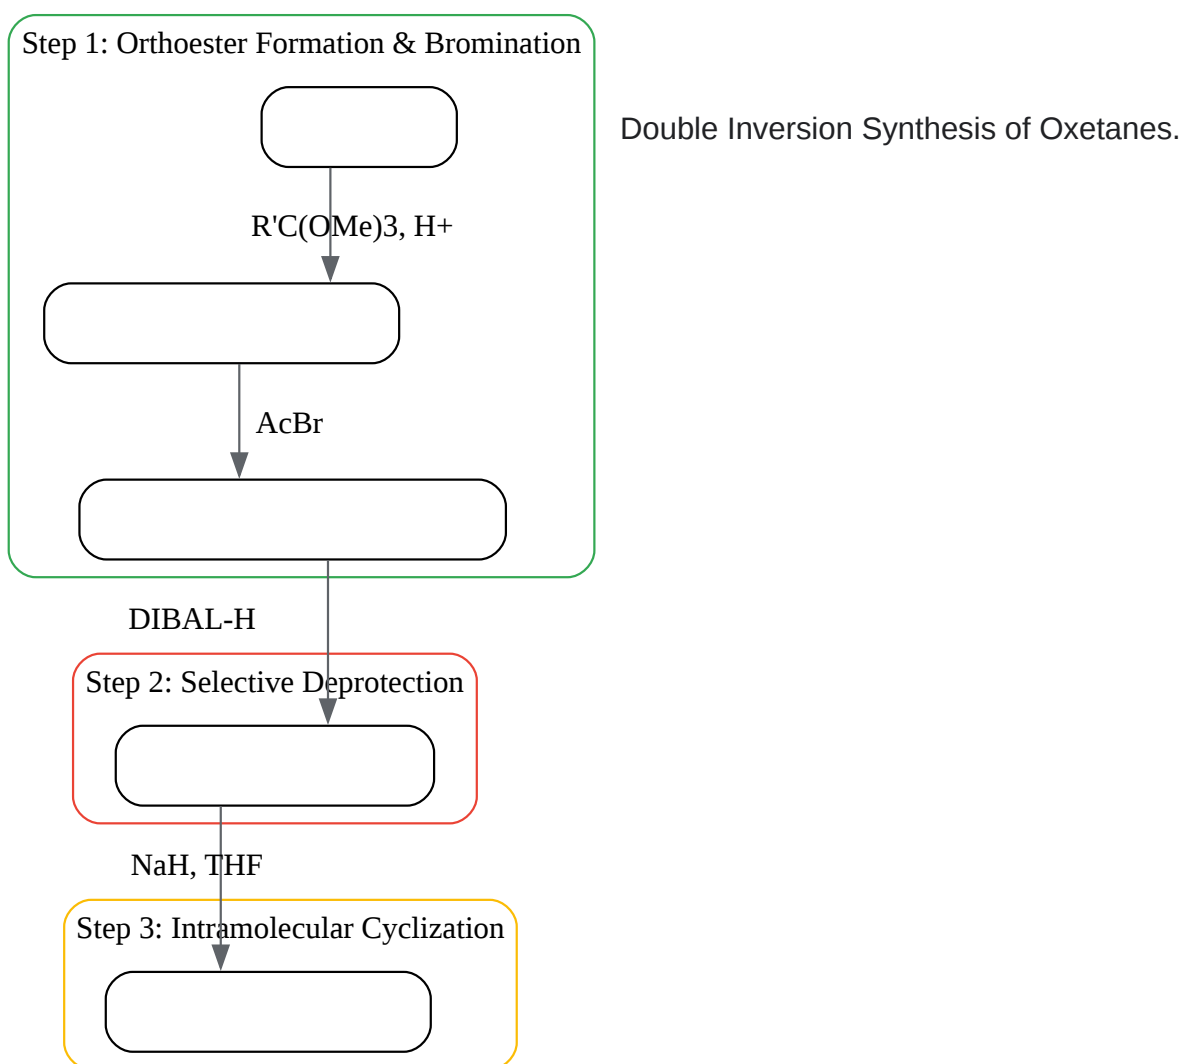 Step 1: Orthoester Formation & Bromination
Double Inversion Synthesis of Oxetanes.
R'C(OMe)3, H+
AcBr
DIBAL-H
Step 2: Selective Deprotection
NaH, THF
Step 3: Intramolecular Cyclization